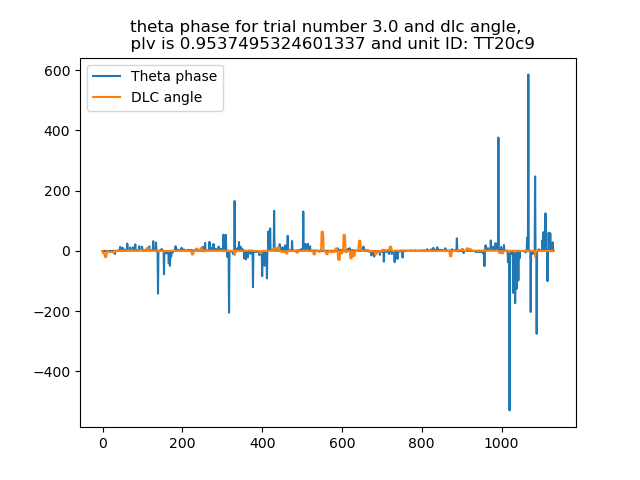 theta phase for trial number 3.0 and dlc angle,
plv is 0.9537495324601337 and unit ID: TT20c9
Theta phase
DLC angle
600
400
200
0
−200
−400
0 200 400 600 800 1000